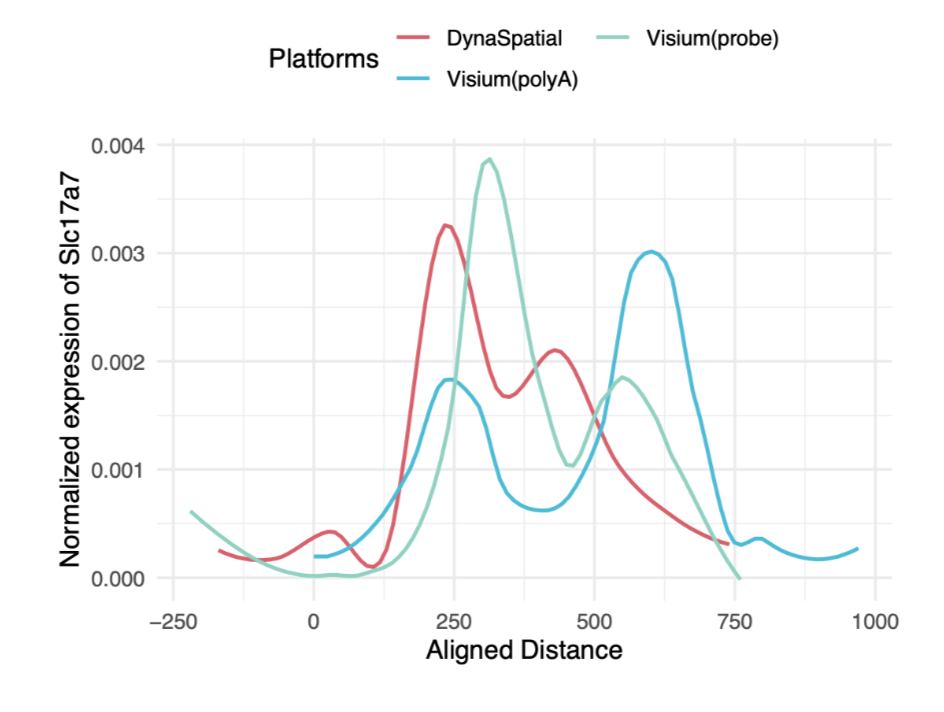 Platforms
DynaSpatial
Visium(probe)
Visium(polyA)
Normalized expression of Slc17a7
0.004
0.003
0.002
0.001
0.000
−250
0
250
500
750
1000
Aligned Distance